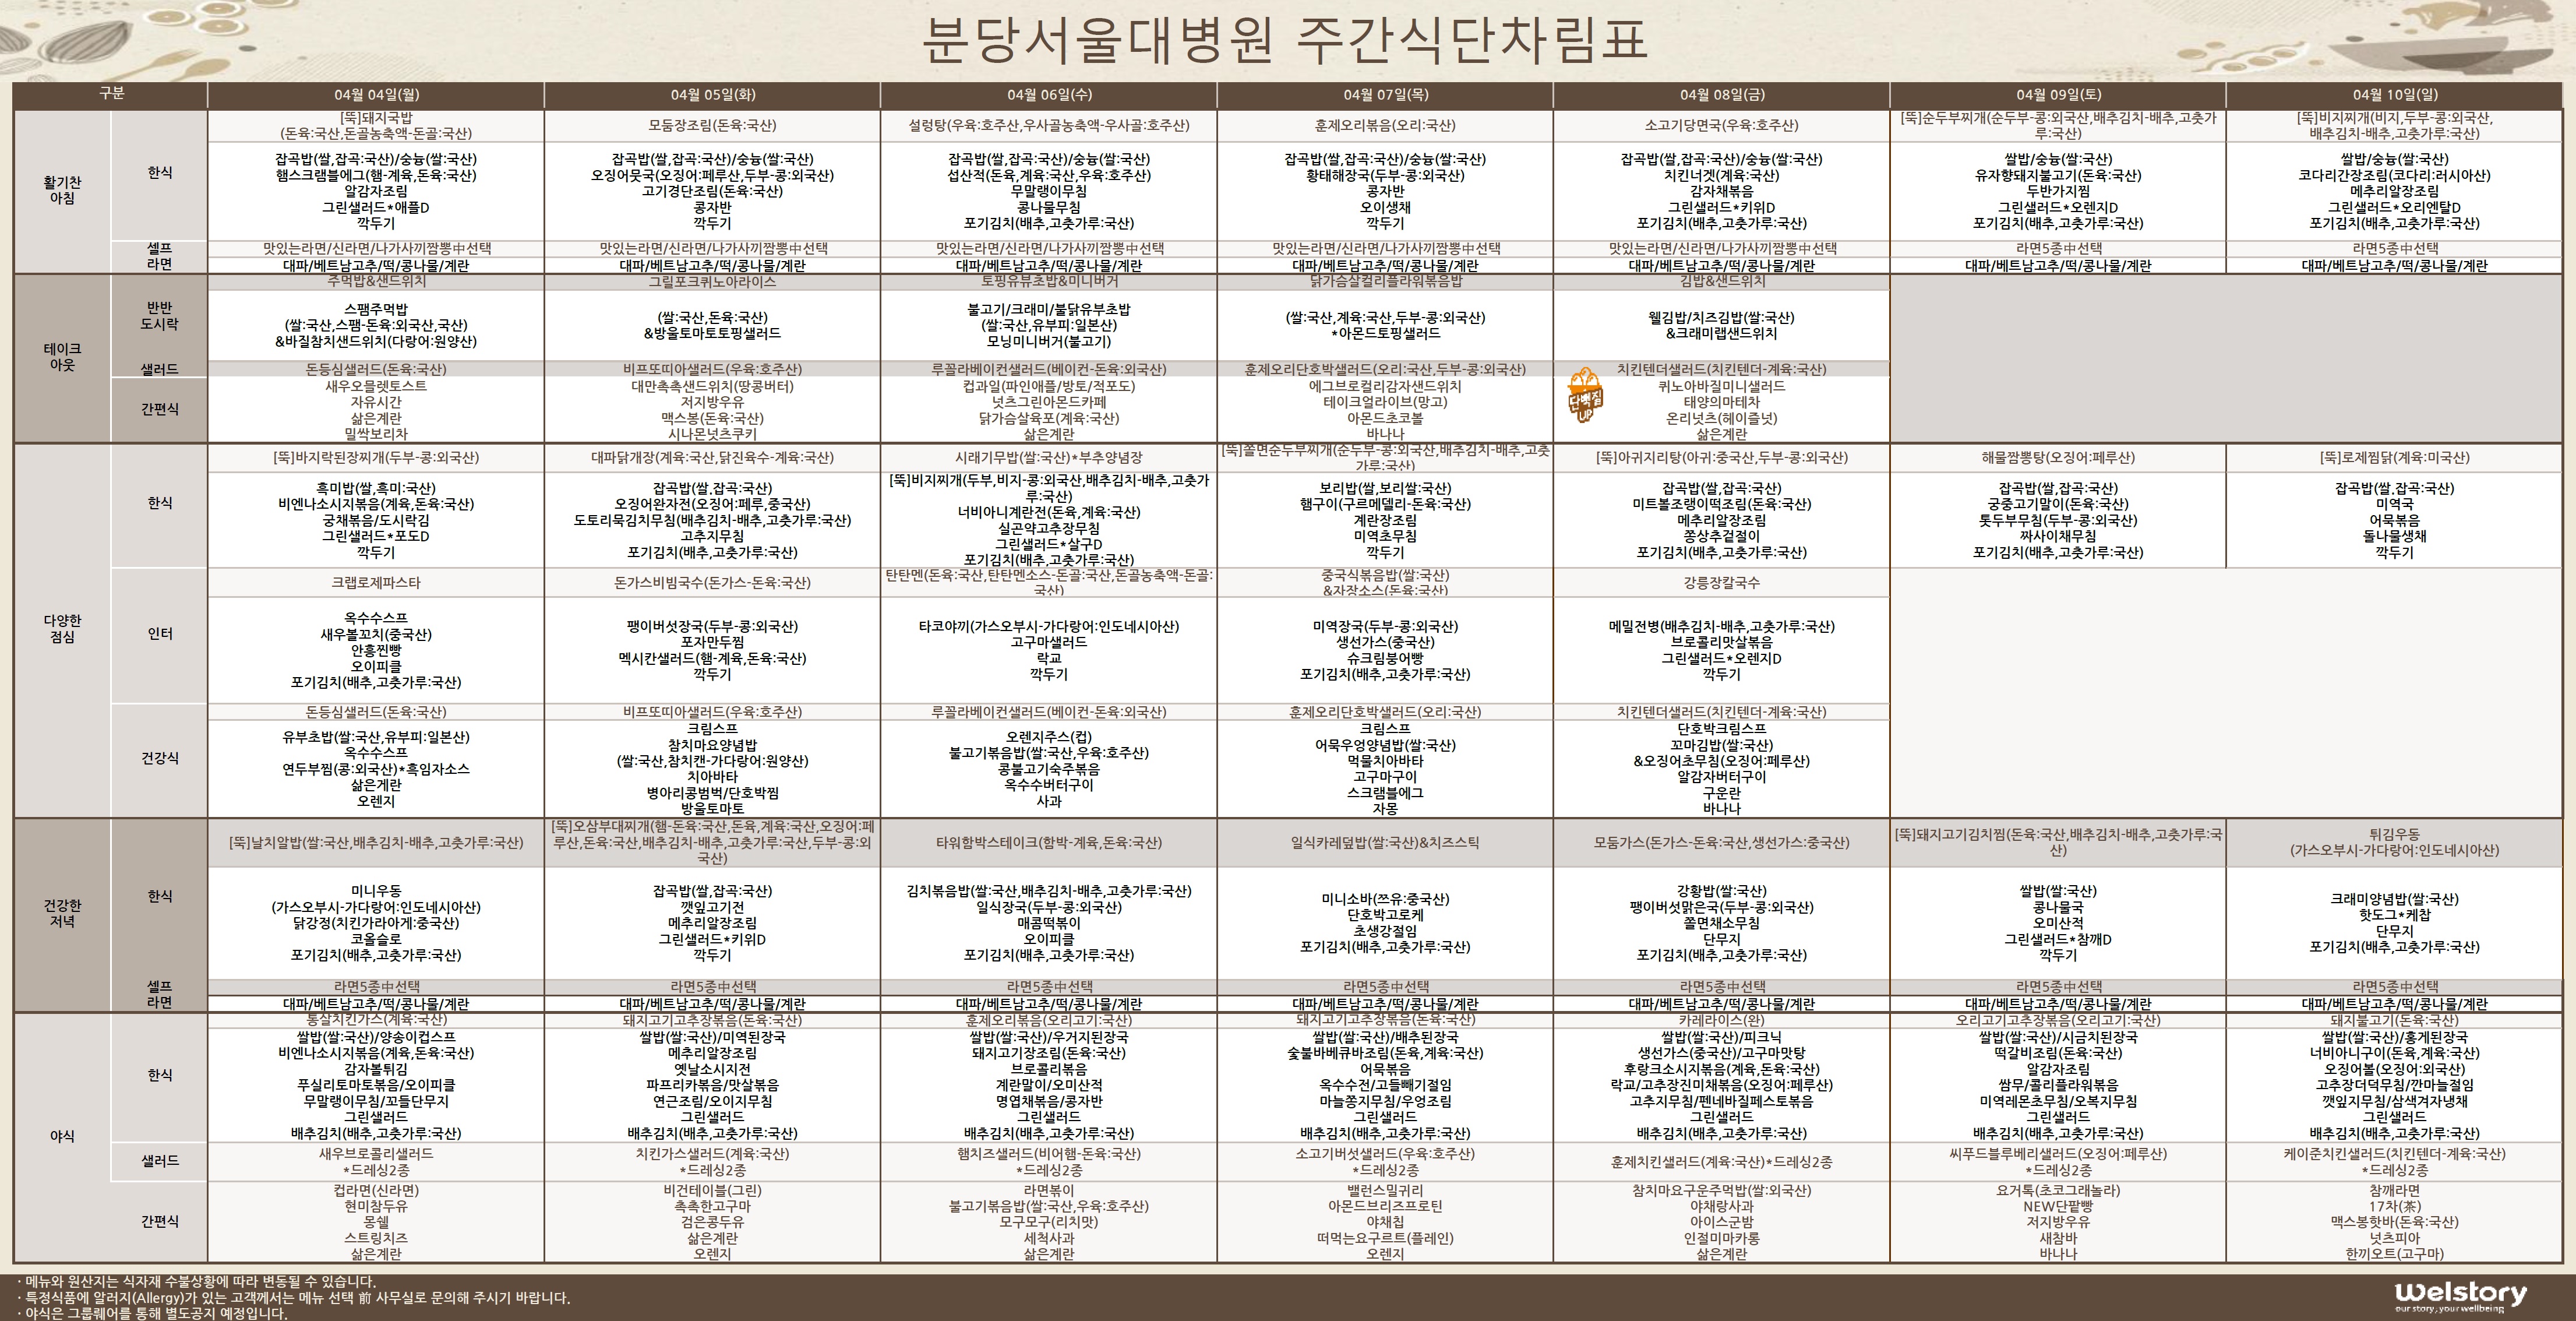 분당서울대병원 주간식단차림표
구분
04월 04일(월)
04월 05일(화)
04월 06일(수)
04월 07일(목)
04월 08일(금)
04월 09일(토)
04월 10일(일)
활기찬
아침
한식
[뚝]돼지국밥
(돈육:국산,돈골농축액-돈골:국산)
모둠장조림(돈육:국산)
설렁탕(우육:호주산,우사골농축액-우사골:호주산)
훈제오리볶음(오리:국산)
소고기당면국(우육:호주산)
[뚝]순두부찌개(순두부-콩:외국산,배추김치-배추,고춧가
루:국산)
[뚝]비지찌개(비지,두부-콩:외국산,
배추김치-배추,고춧가루:국산)
잡곡밥(쌀,잡곡:국산)/숭늉(쌀:국산)
햄스크램블에그(햄-계육,돈육:국산)
알감자조림
그린샐러드*애플D
깍두기
잡곡밥(쌀,잡곡:국산)/숭늉(쌀:국산)
오징어뭇국(오징어:페루산,두부-콩:외국산)
고기경단조림(돈육:국산)
콩자반
깍두기
잡곡밥(쌀,잡곡:국산)/숭늉(쌀:국산)
섭산적(돈육,계육:국산,우육:호주산)
무말랭이무침
콩나물무침
포기김치(배추,고춧가루:국산)
잡곡밥(쌀,잡곡:국산)/숭늉(쌀:국산)
황태해장국(두부-콩:외국산)
콩자반
오이생채
깍두기
잡곡밥(쌀,잡곡:국산)/숭늉(쌀:국산)
치킨너겟(계육:국산)
감자채볶음
그린샐러드*키위D
포기김치(배추,고춧가루:국산)
쌀밥/숭늉(쌀:국산)
유자향돼지불고기(돈육:국산)
두반가지찜
그린샐러드*오렌지D
포기김치(배추,고춧가루:국산)
쌀밥/숭늉(쌀:국산)
코다리간장조림(코다리:러시아산)
메추리알장조림
그린샐러드*오리엔탈D
포기김치(배추,고춧가루:국산)
셀프
라면
맛있는라면/신라면/나가사끼짬뽕中선택
맛있는라면/신라면/나가사끼짬뽕中선택
맛있는라면/신라면/나가사끼짬뽕中선택
맛있는라면/신라면/나가사끼짬뽕中선택
맛있는라면/신라면/나가사끼짬뽕中선택
라면5종中선택
라면5종中선택
대파/베트남고추/떡/콩나물/계란
대파/베트남고추/떡/콩나물/계란
대파/베트남고추/떡/콩나물/계란
대파/베트남고추/떡/콩나물/계란
대파/베트남고추/떡/콩나물/계란
대파/베트남고추/떡/콩나물/계란
대파/베트남고추/떡/콩나물/계란
테이크
아웃
반반
도시락
주먹밥&샌드위치
그릴포크퀴노아라이스
토핑유뷰초밥&미니버거
닭가슴살컬리플라워볶음밥
김밥&샌드위치
스팸주먹밥
(쌀:국산,스팸-돈육:외국산,국산)
&바질참치샌드위치(다랑어:원양산)
(쌀:국산,돈육:국산)
&방울토마토토핑샐러드
불고기/크래미/불닭유부초밥
(쌀:국산,유부피:일본산)
모닝미니버거(불고기)
(쌀:국산,계육:국산,두부-콩:외국산)
*아몬드토핑샐러드
웰김밥/치즈김밥(쌀:국산)
&크래미랩샌드위치
샐러드
돈등심샐러드(돈육:국산)
비프또띠아샐러드(우육:호주산)
루꼴라베이컨샐러드(베이컨-돈육:외국산)
훈제오리단호박샐러드(오리:국산,두부-콩:외국산)
치킨텐더샐러드(치킨텐더-계육:국산)
간편식
새우오믈렛토스트
자유시간
삶은계란
밀싹보리차
대만촉촉샌드위치(땅콩버터)
저지방우유
맥스봉(돈육:국산)
시나몬넛츠쿠키
컵과일(파인애플/방토/적포도)
넛츠그린아몬드카페
닭가슴살육포(계육:국산)
삶은계란
에그브로컬리감자샌드위치
테이크얼라이브(망고)
아몬드초코볼
바나나
단백질
UP
퀴노아바질미니샐러드
태양의마테차
온리넛츠(헤이즐넛)
삶은계란
다양한
점심
한식
[뚝]바지락된장찌개(두부-콩:외국산)
대파닭개장(계육:국산,닭진육수-계육:국산)
시래기무밥(쌀:국산)*부추양념장
[뚝]쫄면순두부찌개(순두부-콩:외국산,배추김치-배추,고춧
가루:국산)
[뚝]아귀지리탕(아귀:중국산,두부-콩:외국산)
해물짬뽕탕(오징어:페루산)
[뚝]로제찜닭(계육:미국산)
흑미밥(쌀,흑미:국산)
비엔나소시지볶음(계육,돈육:국산)
궁채볶음/도시락김
그린샐러드*포도D
깍두기
잡곡밥(쌀,잡곡:국산)
오징어완자전(오징어:페루,중국산)
도토리묵김치무침(배추김치-배추,고춧가루:국산)
고추지무침
포기김치(배추,고춧가루:국산)
[뚝]비지찌개(두부,비지-콩:외국산,배추김치-배추,고춧가
루:국산)
너비아니계란전(돈육,계육:국산)
실곤약고추장무침
그린샐러드*살구D
포기김치(배추,고춧가루:국산)
보리밥(쌀,보리쌀:국산)
햄구이(구르메델리-돈육:국산)
계란장조림
미역초무침
깍두기
잡곡밥(쌀,잡곡:국산)
미트볼조랭이떡조림(돈육:국산)
메추리알장조림
쫑상추겉절이
포기김치(배추,고춧가루:국산)
잡곡밥(쌀,잡곡:국산)
궁중고기말이(돈육:국산)
톳두부무침(두부-콩:외국산)
짜사이채무침
포기김치(배추,고춧가루:국산)
잡곡밥(쌀,잡곡:국산)
미역국
어묵볶음
돌나물생채
깍두기
인터
크랩로제파스타
돈가스비빔국수(돈가스-돈육:국산)
탄탄멘(돈육:국산,탄탄멘소스-돈골:국산,돈골농축액-돈골:
국산)
중국식볶음밥(쌀:국산)
&자장소스(돈육:국산)
강릉장칼국수
옥수수스프
새우볼꼬치(중국산)
안흥찐빵
오이피클
포기김치(배추,고춧가루:국산)
팽이버섯장국(두부-콩:외국산)
포자만두찜
멕시칸샐러드(햄-계육,돈육:국산)
깍두기
타코야끼(가스오부시-가다랑어:인도네시아산)
고구마샐러드
락교
깍두기
미역장국(두부-콩:외국산)
생선가스(중국산)
슈크림붕어빵
포기김치(배추,고춧가루:국산)
메밀전병(배추김치-배추,고춧가루:국산)
브로콜리맛살볶음
그린샐러드*오렌지D
깍두기
건강식
돈등심샐러드(돈육:국산)
비프또띠아샐러드(우육:호주산)
루꼴라베이컨샐러드(베이컨-돈육:외국산)
훈제오리단호박샐러드(오리:국산)
치킨텐더샐러드(치킨텐더-계육:국산)
유부초밥(쌀:국산,유부피:일본산)
옥수수스프
연두부찜(콩:외국산)*흑임자소스
삶은계란
오렌지
크림스프
참치마요양념밥
(쌀:국산,참치캔-가다랑어:원양산)
치아바타
병아리콩범벅/단호박찜
방울토마토
오렌지주스(컵)
불고기볶음밥(쌀:국산,우육:호주산)
콩불고기숙주볶음
옥수수버터구이
사과
크림스프
어묵우엉양념밥(쌀:국산)
먹물치아바타
고구마구이
스크램블에그
자몽
단호박크림스프
꼬마김밥(쌀:국산)
&오징어초무침(오징어:페루산)
알감자버터구이
구운란
바나나
건강한
저녁
한식
[뚝]날치알밥(쌀:국산,배추김치-배추,고춧가루:국산)
[뚝]오삼부대찌개(햄-돈육:국산,돈육,계육:국산,오징어:페
루산,돈육:국산,배추김치-배추,고춧가루:국산,두부-콩:외
국산)
타워함박스테이크(함박-계육,돈육:국산)
일식카레덮밥(쌀:국산)&치즈스틱
모둠가스(돈가스-돈육:국산,생선가스:중국산)
[뚝]돼지고기김치찜(돈육:국산,배추김치-배추,고춧가루:국
산)
튀김우동
(가스오부시-가다랑어:인도네시아산)
미니우동
(가스오부시-가다랑어:인도네시아산)
닭강정(치킨가라아게:중국산)
코올슬로
포기김치(배추,고춧가루:국산)
잡곡밥(쌀,잡곡:국산)
깻잎고기전
메추리알장조림
그린샐러드*키위D
깍두기
김치볶음밥(쌀:국산,배추김치-배추,고춧가루:국산)
일식장국(두부-콩:외국산)
매콤떡볶이
오이피클
포기김치(배추,고춧가루:국산)
미니소바(쯔유:중국산)
단호박고로케
초생강절임
포기김치(배추,고춧가루:국산)
강황밥(쌀:국산)
팽이버섯맑은국(두부-콩:외국산)
쫄면채소무침
단무지
포기김치(배추,고춧가루:국산)
쌀밥(쌀:국산)
콩나물국
오미산적
그린샐러드*참깨D
깍두기
크래미양념밥(쌀:국산)
핫도그*케찹
단무지
포기김치(배추,고춧가루:국산)
셀프
라면
라면5종中선택
라면5종中선택
라면5종中선택
라면5종中선택
라면5종中선택
라면5종中선택
라면5종中선택
대파/베트남고추/떡/콩나물/계란
대파/베트남고추/떡/콩나물/계란
대파/베트남고추/떡/콩나물/계란
대파/베트남고추/떡/콩나물/계란
대파/베트남고추/떡/콩나물/계란
대파/베트남고추/떡/콩나물/계란
대파/베트남고추/떡/콩나물/계란
야식
한식
통살치킨가스(계육:국산)
돼지고기고추장볶음(돈육:국산)
훈제오리볶음(오리고기:국산)
돼지고기고추장볶음(돈육:국산)
카레라이스(완)
오리고기고추장볶음(오리고기:국산)
돼지불고기(돈육:국산)
쌀밥(쌀:국산)/양송이컵스프
비엔나소시지볶음(계육,돈육:국산)
감자볼튀김
푸실리토마토볶음/오이피클
무말랭이무침/꼬들단무지
그린샐러드
배추김치(배추,고춧가루:국산)
쌀밥(쌀:국산)/미역된장국
메추리알장조림
옛날소시지전
파프리카볶음/맛살볶음
연근조림/오이지무침
그린샐러드
배추김치(배추,고춧가루:국산)
쌀밥(쌀:국산)/우거지된장국
돼지고기장조림(돈육:국산)
브로콜리볶음
계란말이/오미산적
명엽채볶음/콩자반
그린샐러드
배추김치(배추,고춧가루:국산)
쌀밥(쌀:국산)/배추된장국
숯불바베큐바조림(돈육,계육:국산)
어묵볶음
옥수수전/고들빼기절임
마늘쫑지무침/우엉조림
그린샐러드
배추김치(배추,고춧가루:국산)
쌀밥(쌀:국산)/피크닉
생선가스(중국산)/고구마맛탕
후랑크소시지볶음(계육,돈육:국산)
락교/고추장진미채볶음(오징어:페루산)
고추지무침/펜네바질페스토볶음
그린샐러드
배추김치(배추,고춧가루:국산)
쌀밥(쌀:국산)/시금치된장국
떡갈비조림(돈육:국산)
알감자조림
쌈무/콜리플라워볶음
미역레몬초무침/오복지무침
그린샐러드
배추김치(배추,고춧가루:국산)
쌀밥(쌀:국산)/홍게된장국
너비아니구이(돈육,계육:국산)
오징어볼(오징어:외국산)
고추장더덕무침/깐마늘절임
깻잎지무침/삼색겨자냉채
그린샐러드
배추김치(배추,고춧가루:국산)
샐러드
새우브로콜리샐러드
*드레싱2종
치킨가스샐러드(계육:국산)
*드레싱2종
햄치즈샐러드(비어햄-돈육:국산)
*드레싱2종
소고기버섯샐러드(우육:호주산)
*드레싱2종
훈제치킨샐러드(계육:국산)*드레싱2종
씨푸드블루베리샐러드(오징어:페루산)
*드레싱2종
케이준치킨샐러드(치킨텐더-계육:국산)
*드레싱2종
간편식
컵라면(신라면)
현미참두유
몽쉘
스트링치즈
삶은계란
비건테이블(그린)
촉촉한고구마
검은콩두유
삶은계란
오렌지
라면볶이
불고기볶음밥(쌀:국산,우육:호주산)
모구모구(리치맛)
세척사과
삶은계란
밸런스밀귀리
아몬드브리즈프로틴
야채칩
떠먹는요구르트(플레인)
오렌지
참치마요구운주먹밥(쌀:외국산)
야채랑사과
아이스군밤
인절미마카롱
삶은계란
요거톡(초코그래놀라)
NEW단팥빵
저지방우유
새참바
바나나
참깨라면
17차(茶)
맥스봉핫바(돈육:국산)
넛츠피아
한끼오트(고구마)
· 메뉴와 원산지는 식자재 수불상황에 따라 변동될 수 있습니다.
· 특정식품에 알러지(Allergy)가 있는 고객께서는 메뉴 선택 前 사무실로 문의해 주시기 바랍니다.
· 야식은 그룹웨어를 통해 별도공지 예정입니다.
Welstory
our story, your wellbeing